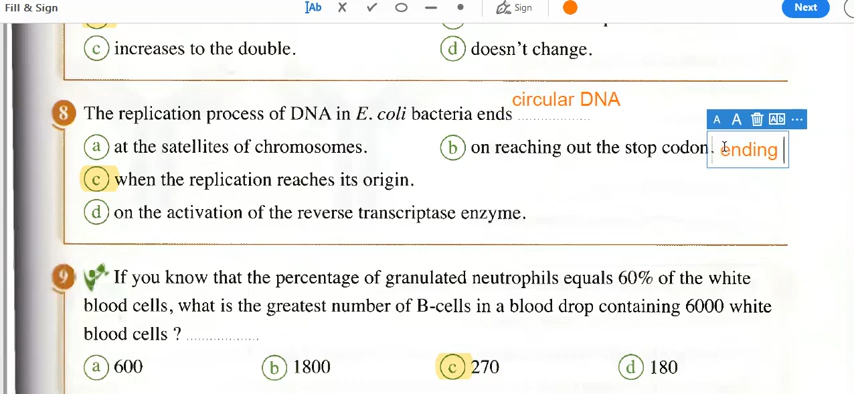 Fill & Sign
Ab
Sign
Next
c increases to the double.
d doesn't change.
circular DNA
8 The replication process of DNA in E. coli bacteria ends ....................
A A Ab ...
a at the satellites of chromosomes.
b on reaching out the stop codon.
ending
c when the replication reaches its origin.
d on the activation of the reverse transcriptase enzyme.
9 If you know that the percentage of granulated neutrophils equals 60% of the white
blood cells, what is the greatest number of B-cells in a blood drop containing 6000 white
blood cells ? ....................
a 600
b 1800
c 270
d 180